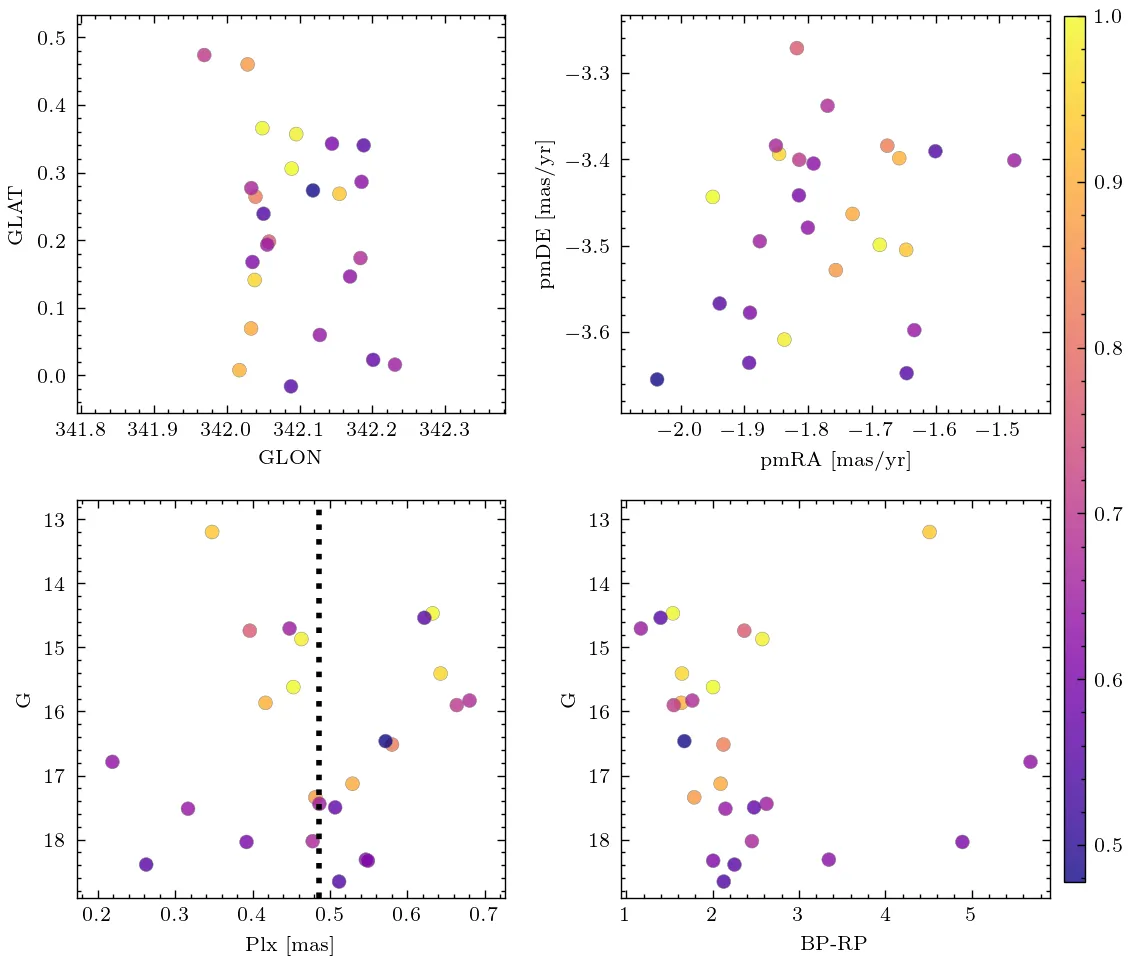 0.5
0.4
0.3
0.2
0.1
0.0
GLAT
341.8 341.9 342.0 342.1 342.2 342.3
GLON
−3.3
−3.4
−3.5
−3.6
pmDE [mas/yr]
−2.0 −1.9 −1.8 −1.7 −1.6 −1.5
pmRA [mas/yr]
13
14
15
16
17
18
G
0.2 0.3 0.4 0.5 0.6 0.7
Plx [mas]
13
14
15
16
17
18
G
1 2 3 4 5
BP-RP
1.0
0.9
0.8
0.7
0.6
0.5